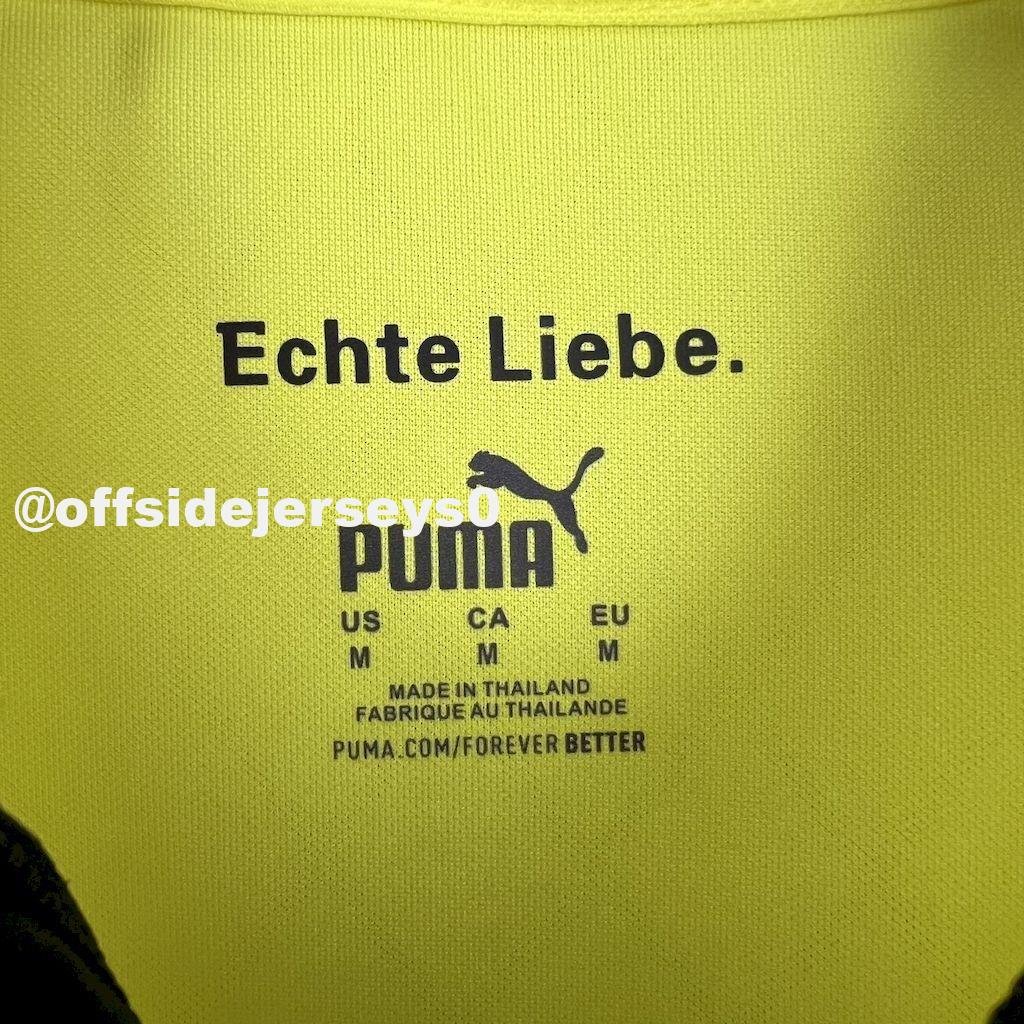 Echte Liebe.
@offsidejerseys0
PUMA
US CA EU
M M M
MADE IN THAILAND
FABRIQUE AU THAILANDE
PUMA.COM/FOREVER BETTER